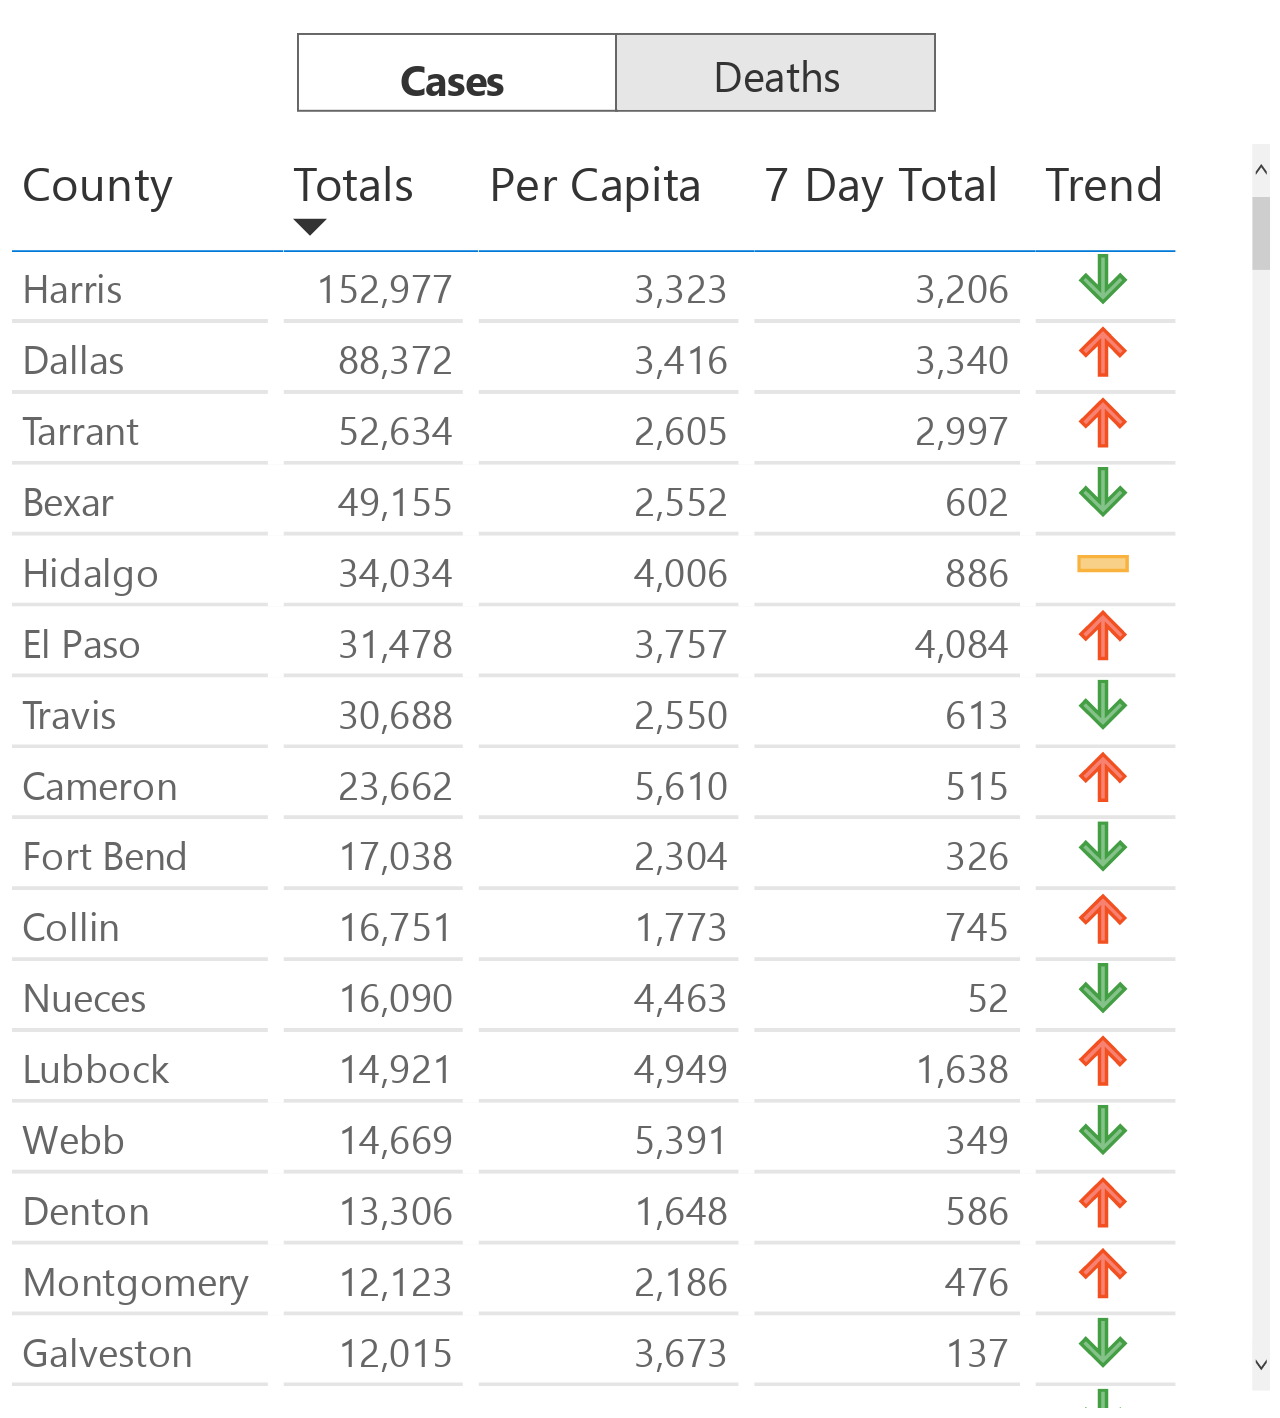 Cases Deaths
County Totals Per Capita 7 Day Total Trend
Harris 152,977 3,323 3,206
Dallas 88,372 3,416 3,340
Tarrant 52,634 2,605 2,997
Bexar 49,155 2,552 602
Hidalgo 34,034 4,006 886
El Paso 31,478 3,757 4,084
Travis 30,688 2,550 613
Cameron 23,662 5,610 515
Fort Bend 17,038 2,304 326
Collin 16,751 1,773 745
Nueces 16,090 4,463 52
Lubbock 14,921 4,949 1,638
Webb 14,669 5,391 349
Denton 13,306 1,648 586
Montgomery 12,123 2,186 476
Galveston 12,015 3,673 137